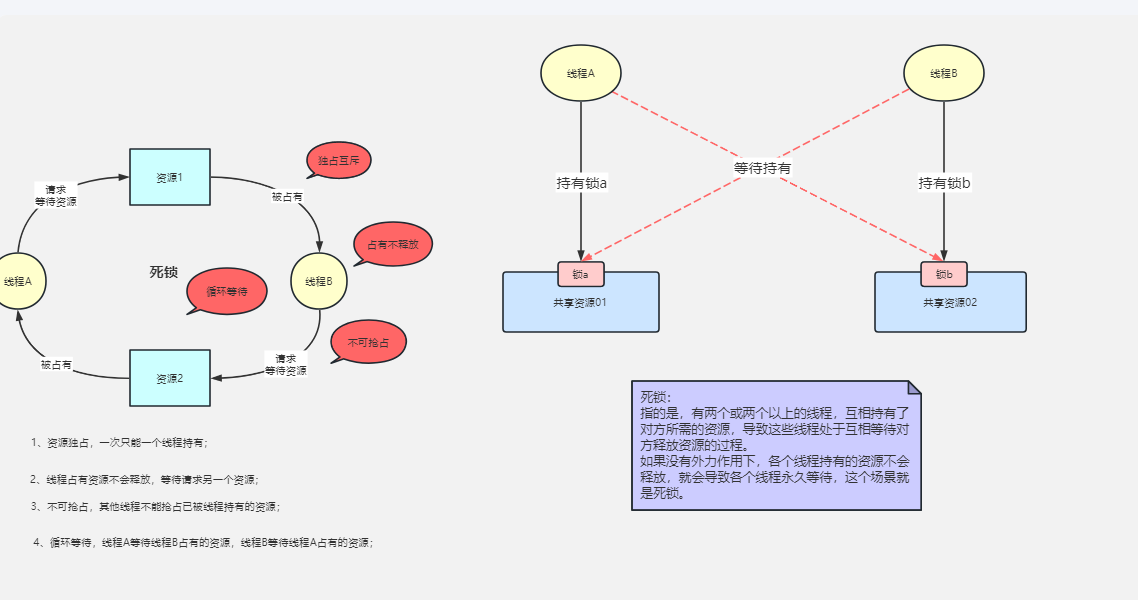 线程A
线程B
独占互斥
资源1
请求
等待资源
被占有
等待持有
持有锁a
持有锁b
占有不释放
死锁
线程A
线程B
循环等待
锁a
锁b
共享资源01
共享资源02
不可抢占
请求
等待资源
被占有
资源2
死锁：
指的是，有两个或两个以上的线程，互相持有了
对方所需的资源，导致这些线程处于互相等待对
方释放资源的过程。
如果没有外力作用下，各个线程持有的资源不会
释放，就会导致各个线程永久等待，这个场景就
是死锁。
1、资源独占，一次只能一个线程持有；
2、线程占有资源不会释放，等待请求另一个资源；
3、不可抢占，其他线程不能抢占已被线程持有的资源；
4、循环等待，线程A等待线程B占有的资源，线程B等待线程A占有的资源；